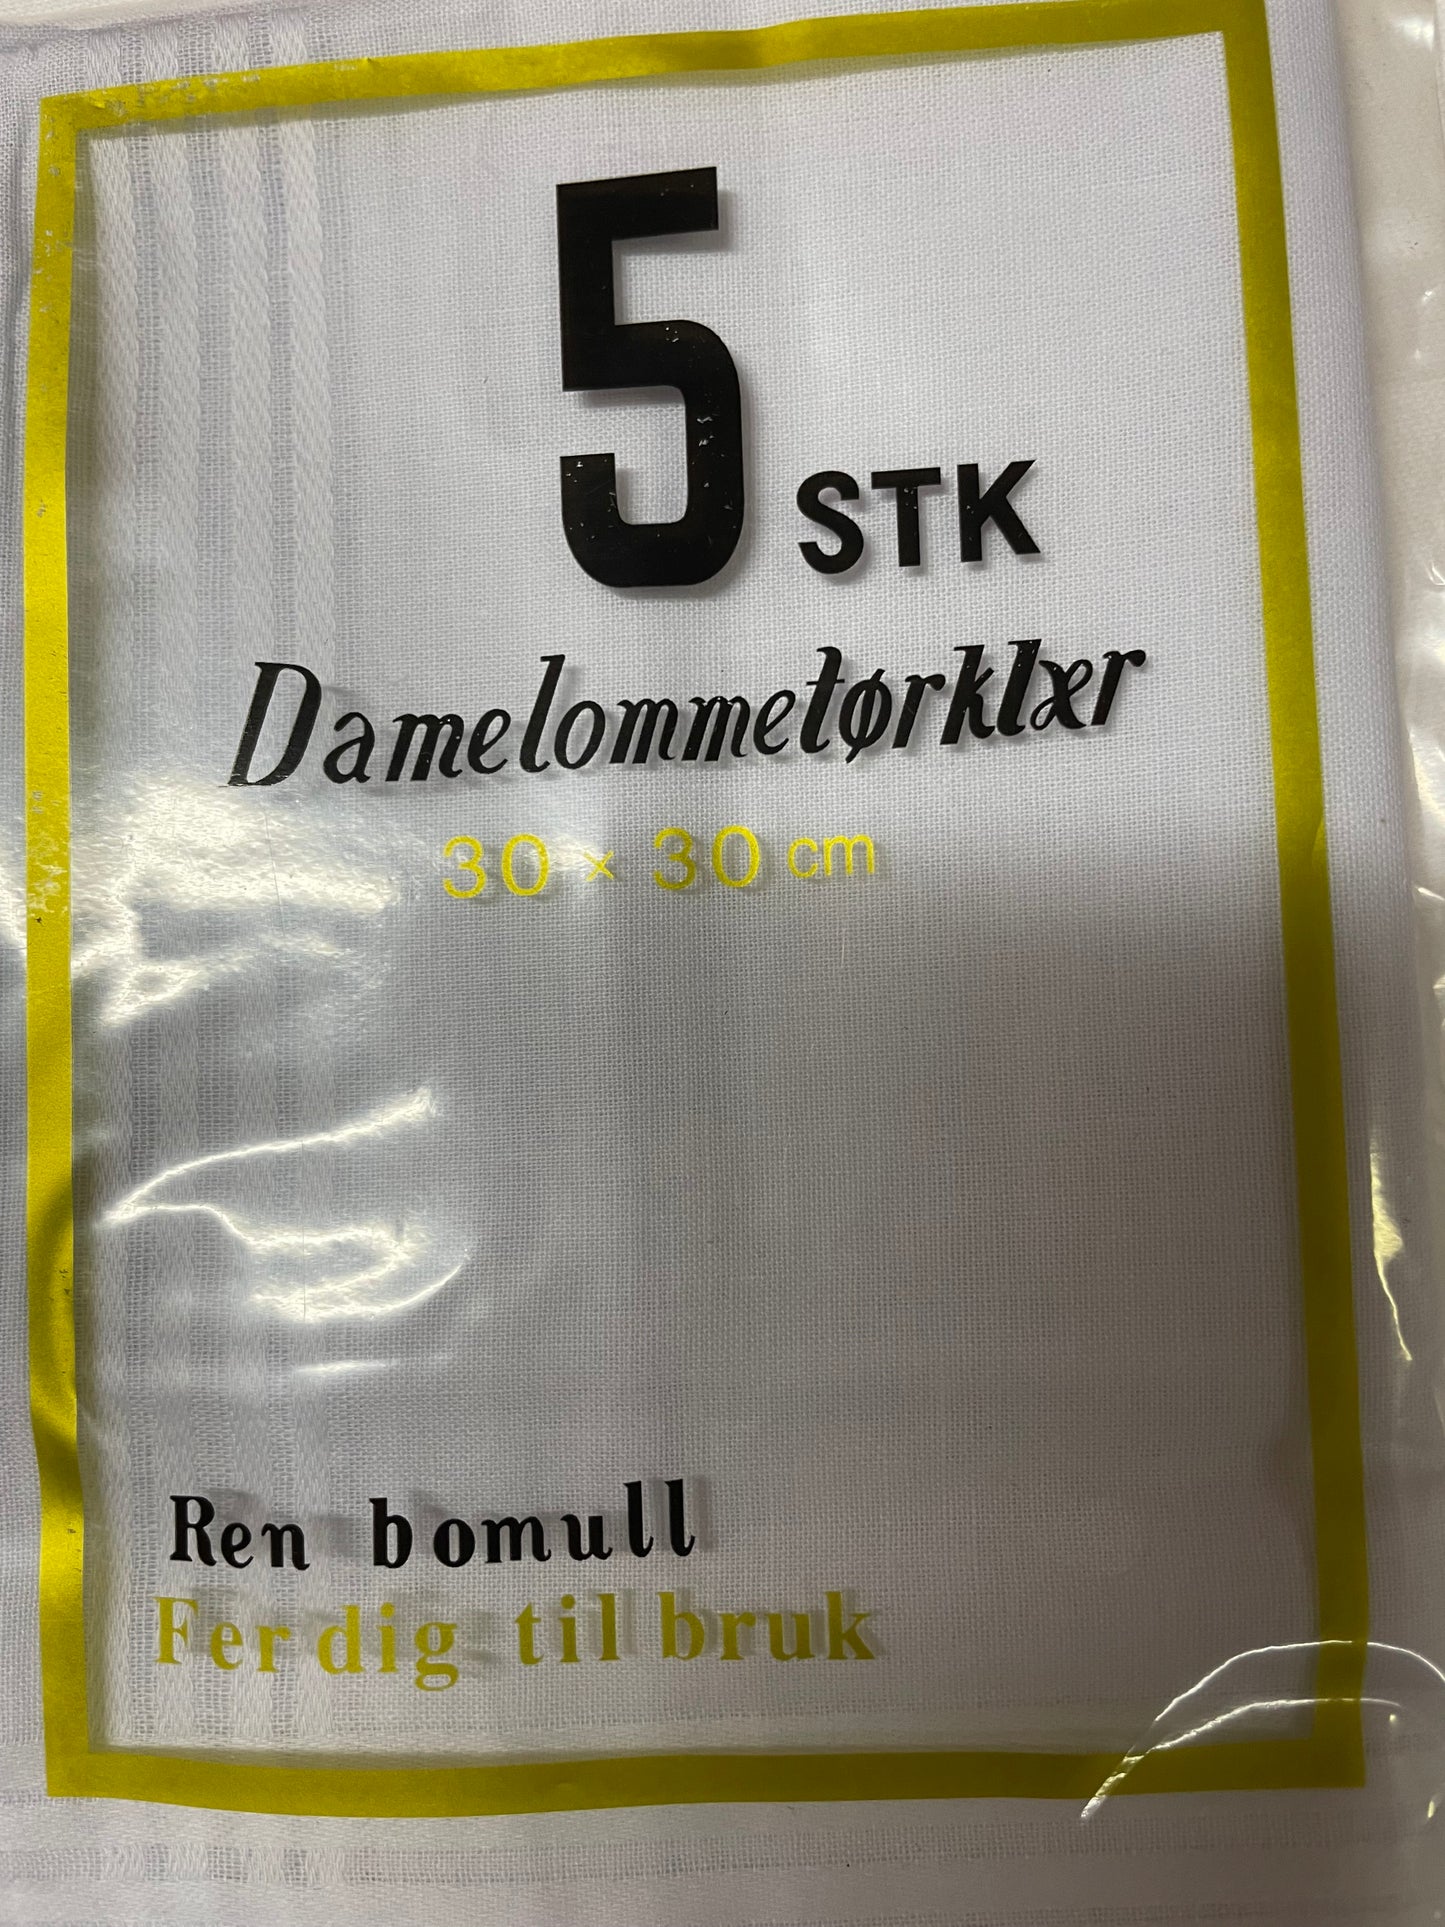 5 STK
Damelommetørklær
30 × 30 cm
Ren bomull
Ferdig til bruk